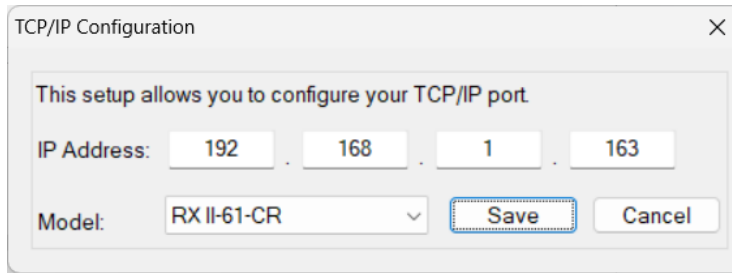 TCP/IP Configuration
This setup allows you to configure your TCP/IP port.
IP Address: 192 . 168 . 1 . 163
Model: RX II-61-CR Save Cancel